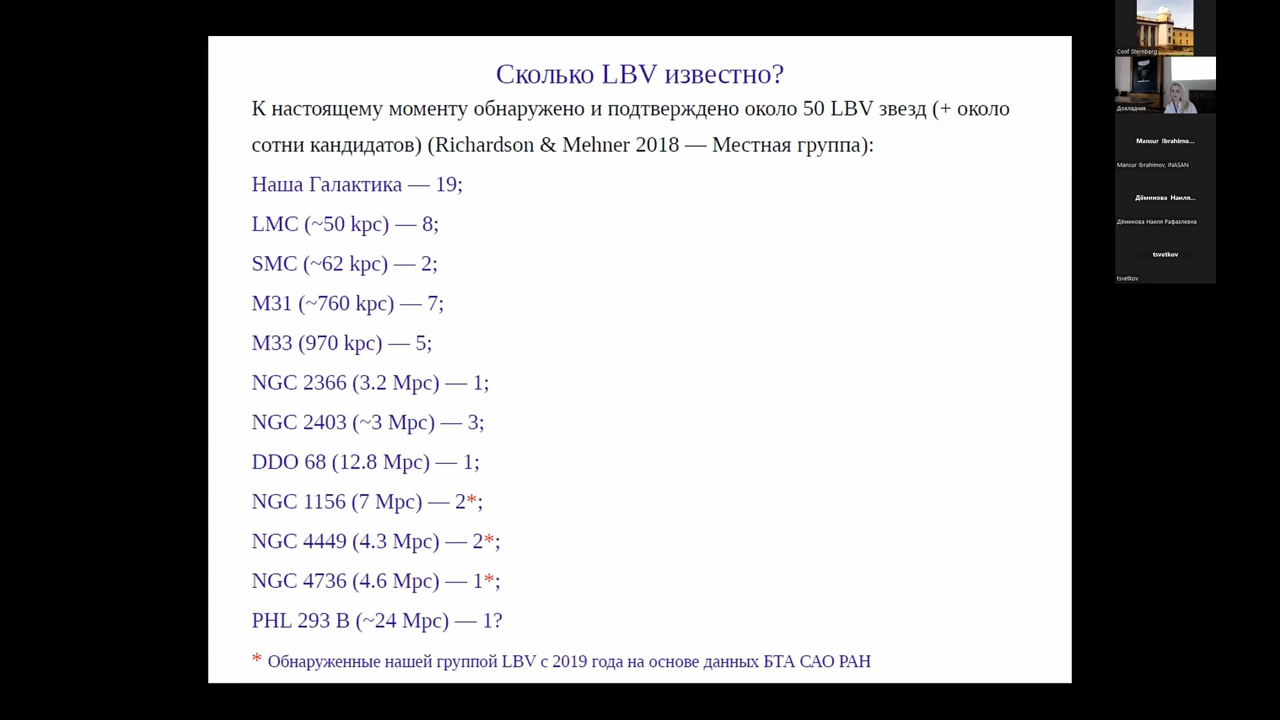 Сколько LBV известно?
К настоящему моменту обнаружено и подтверждено около 50 LBV звезд (+ около
сотни кандидатов) (Richardson & Mehner 2018 — Местная группа):
Наша Галактика — 19;
LMC (~50 kpc) — 8;
SMC (~62 kpc) — 2;
M31 (~760 kpc) — 7;
M33 (970 kpc) — 5;
NGC 2366 (3.2 Mpc) — 1;
NGC 2403 (~3 Mpc) — 3;
DDO 68 (12.8 Mpc) — 1;
NGC 1156 (7 Mpc) — 2*;
NGC 4449 (4.3 Mpc) — 2*;
NGC 4736 (4.6 Mpc) — 1*;
PHL 293 B (~24 Mpc) — 1?
* Обнаруженные нашей группой LBV с 2019 года на основе данных БТА САО РАН
Conf Sternberg
Докладчик
Mansur Ibrahimo...
Mansur Ibrahimov, INASAN
Дёминова Наиля...
Дёминова Наиля Рафаэлевна
tsvetkov
tsvetkov